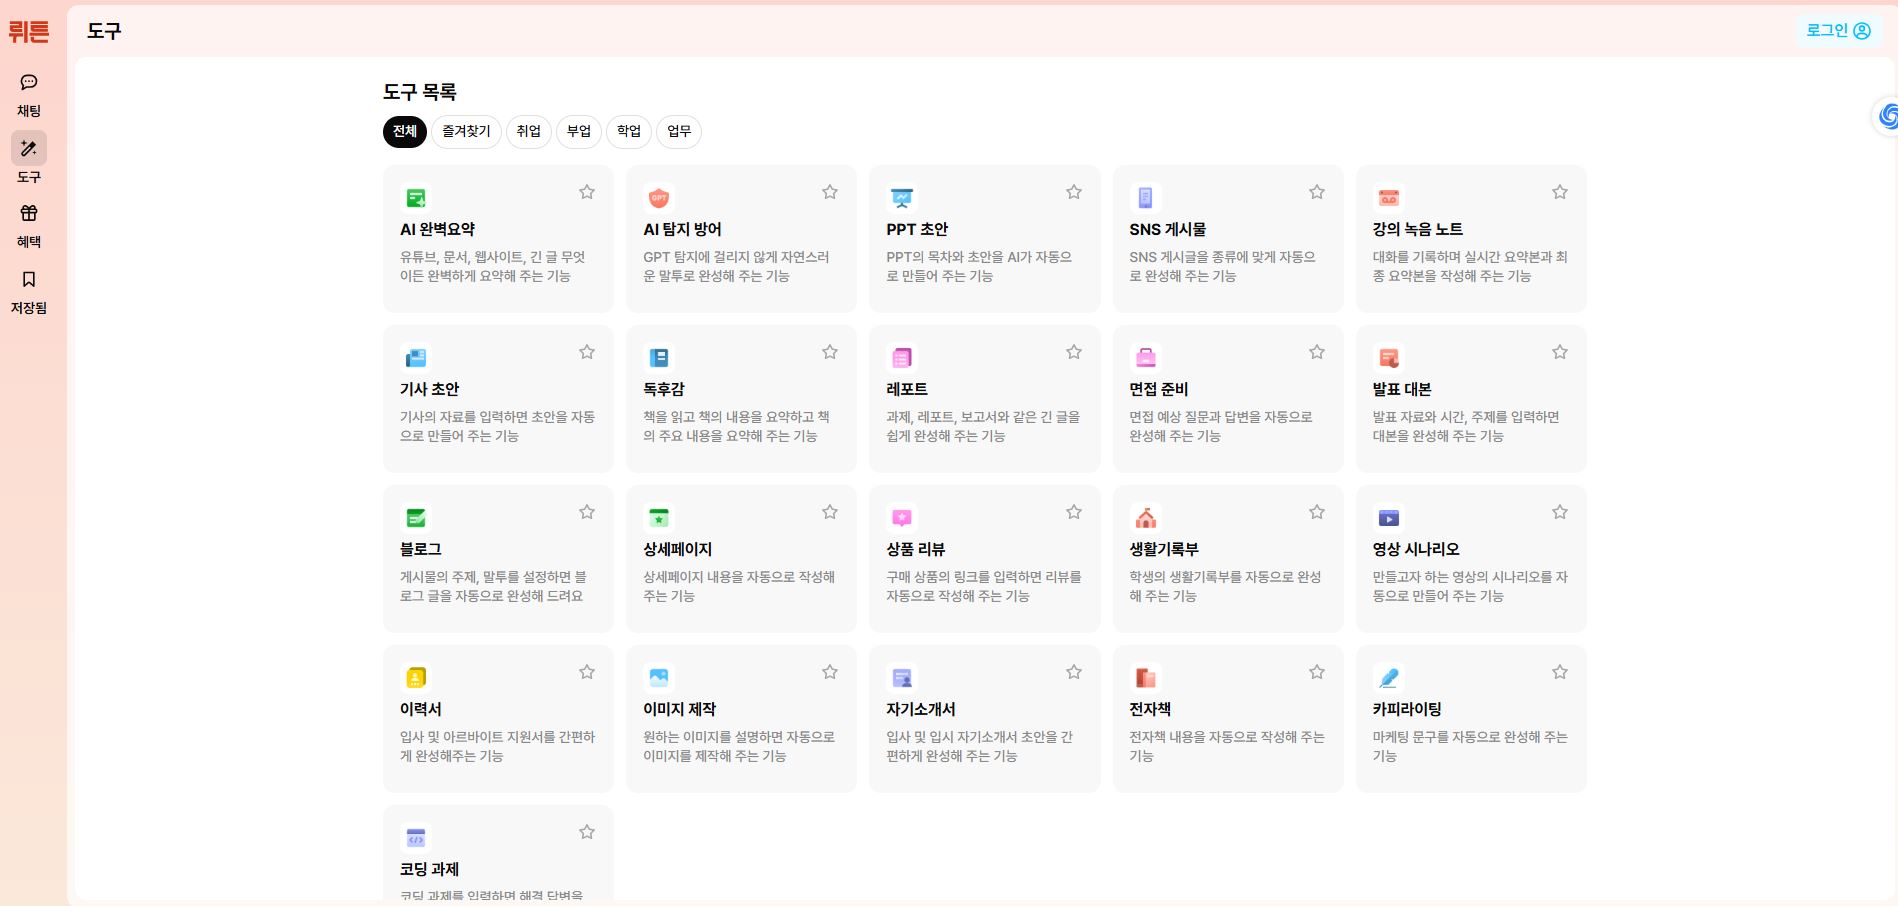 뤼튼
도구
로그인
채팅
도구
혜택
저장됨
도구 목록
전체
즐겨찾기
취업
부업
학업
업무
AI 완벽요약
유튜브, 문서, 웹사이트, 긴 글 무엇
이든 완벽하게 요약해 주는 기능
GPT
AI 탐지 방어
GPT 탐지에 걸리지 않게 자연스러
운 말투로 완성해 주는 기능
PPT 초안
PPT의 목차와 초안을 AI가 자동으
로 만들어 주는 기능
SNS 게시물
SNS 게시글을 종류에 맞게 자동으
로 완성해 주는 기능
강의 녹음 노트
대화를 기록하며 실시간 요약본과 최
종 요약본을 작성해 주는 기능
기사 초안
기사의 자료를 입력하면 초안을 자동
으로 만들어 주는 기능
독후감
책을 읽고 책의 내용을 요약하고 책
의 주요 내용을 요약해 주는 기능
레포트
과제, 레포트, 보고서와 같은 긴 글을
쉽게 완성해 주는 기능
면접 준비
면접 예상 질문과 답변을 자동으로
완성해 주는 기능
발표 대본
발표 자료와 시간, 주제를 입력하면
대본을 완성해 주는 기능
블로그
게시물의 주제, 말투를 설정하면 블
로그 글을 자동으로 완성해 드려요
상세페이지
상세페이지 내용을 자동으로 작성해
주는 기능
상품 리뷰
구매 상품의 링크를 입력하면 리뷰를
자동으로 작성해 주는 기능
생활기록부
학생의 생활기록부를 자동으로 완성
해 주는 기능
영상 시나리오
만들고자 하는 영상의 시나리오를 자
동으로 만들어 주는 기능
이력서
입사 및 아르바이트 지원서를 간편하
게 완성해주는 기능
이미지 제작
원하는 이미지를 설명하면 자동으로
이미지를 제작해 주는 기능
자기소개서
입사 및 입시 자기소개서 초안을 간
편하게 완성해 주는 기능
전자책
전자책 내용을 자동으로 작성해 주는
기능
카피라이팅
마케팅 문구를 자동으로 완성해 주는
기능
코딩 과제
코딩 과제를 입력하면 해결 답변을